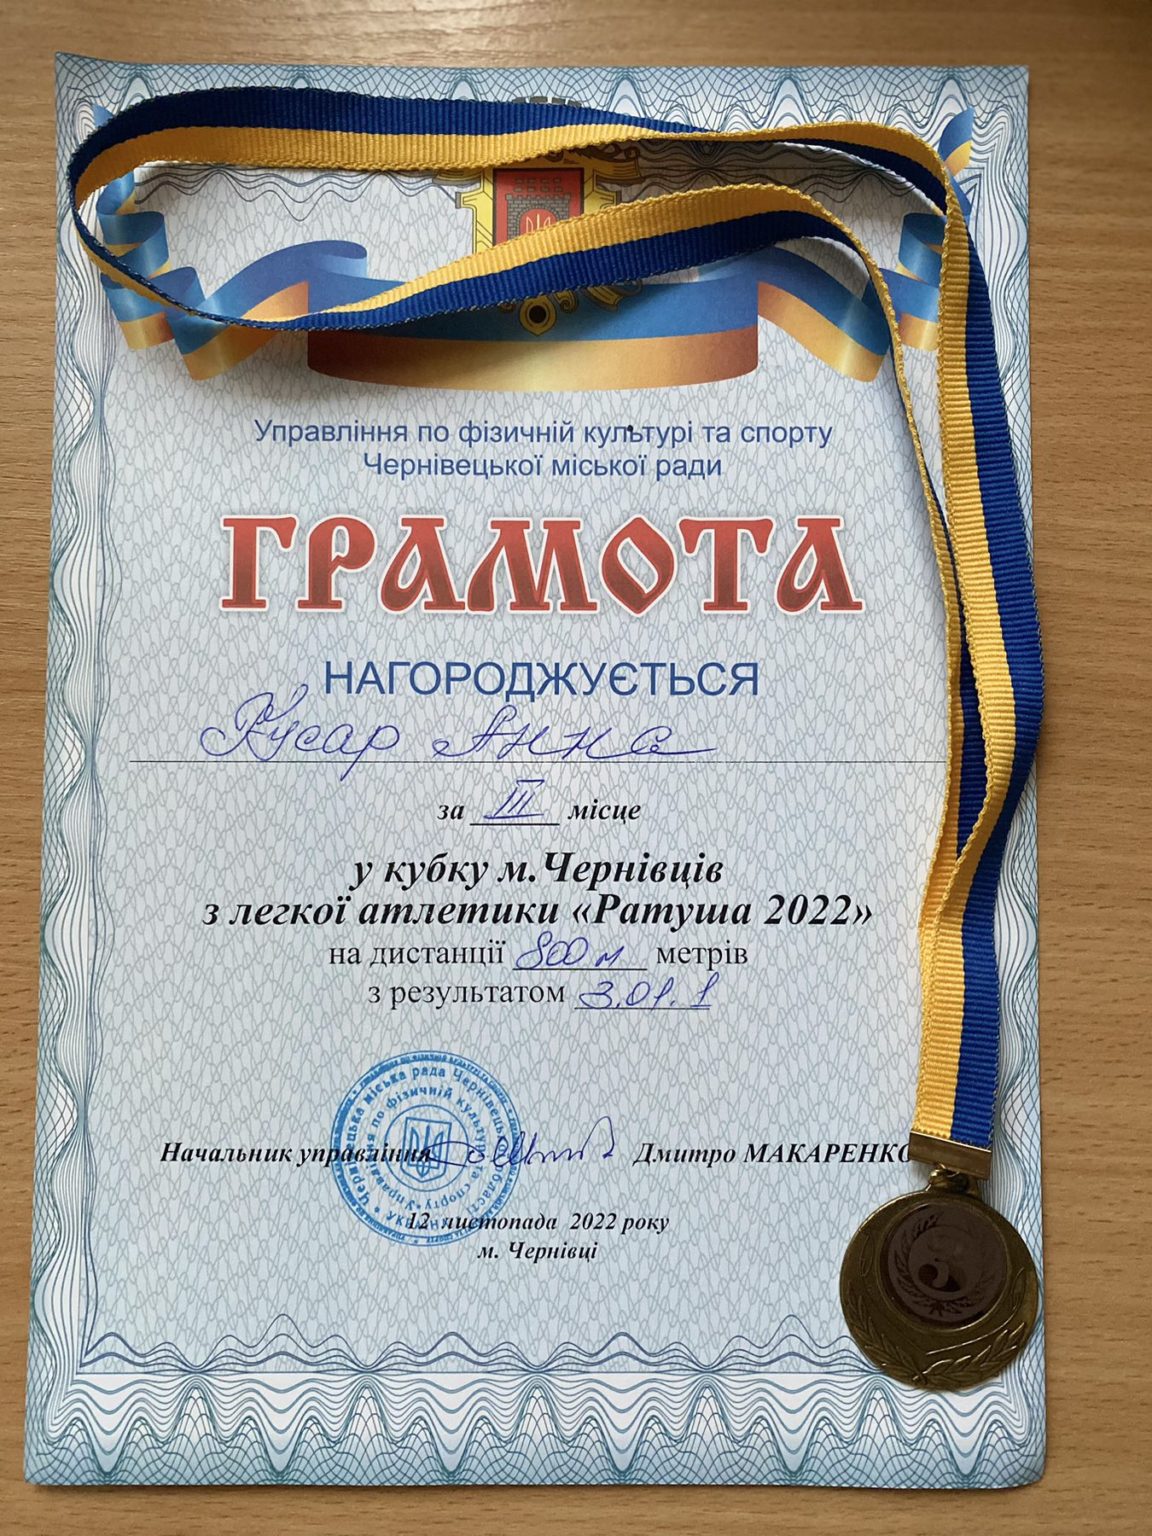 Управління по фізичній культурі та спорту
Чернівецької міської ради
ГРАМОТА
НАГОРОДЖУЄТЬСЯ
Кусар Анна
за III місце
у кубку м.Чернівців
з легкої атлетики «Ратуша 2022»
на дистанції 800 м метрів
з результатом 3.01.1
Начальник управління Дмитро МАКАРЕНКО
12 листопада 2022 року
м. Чернівці
3